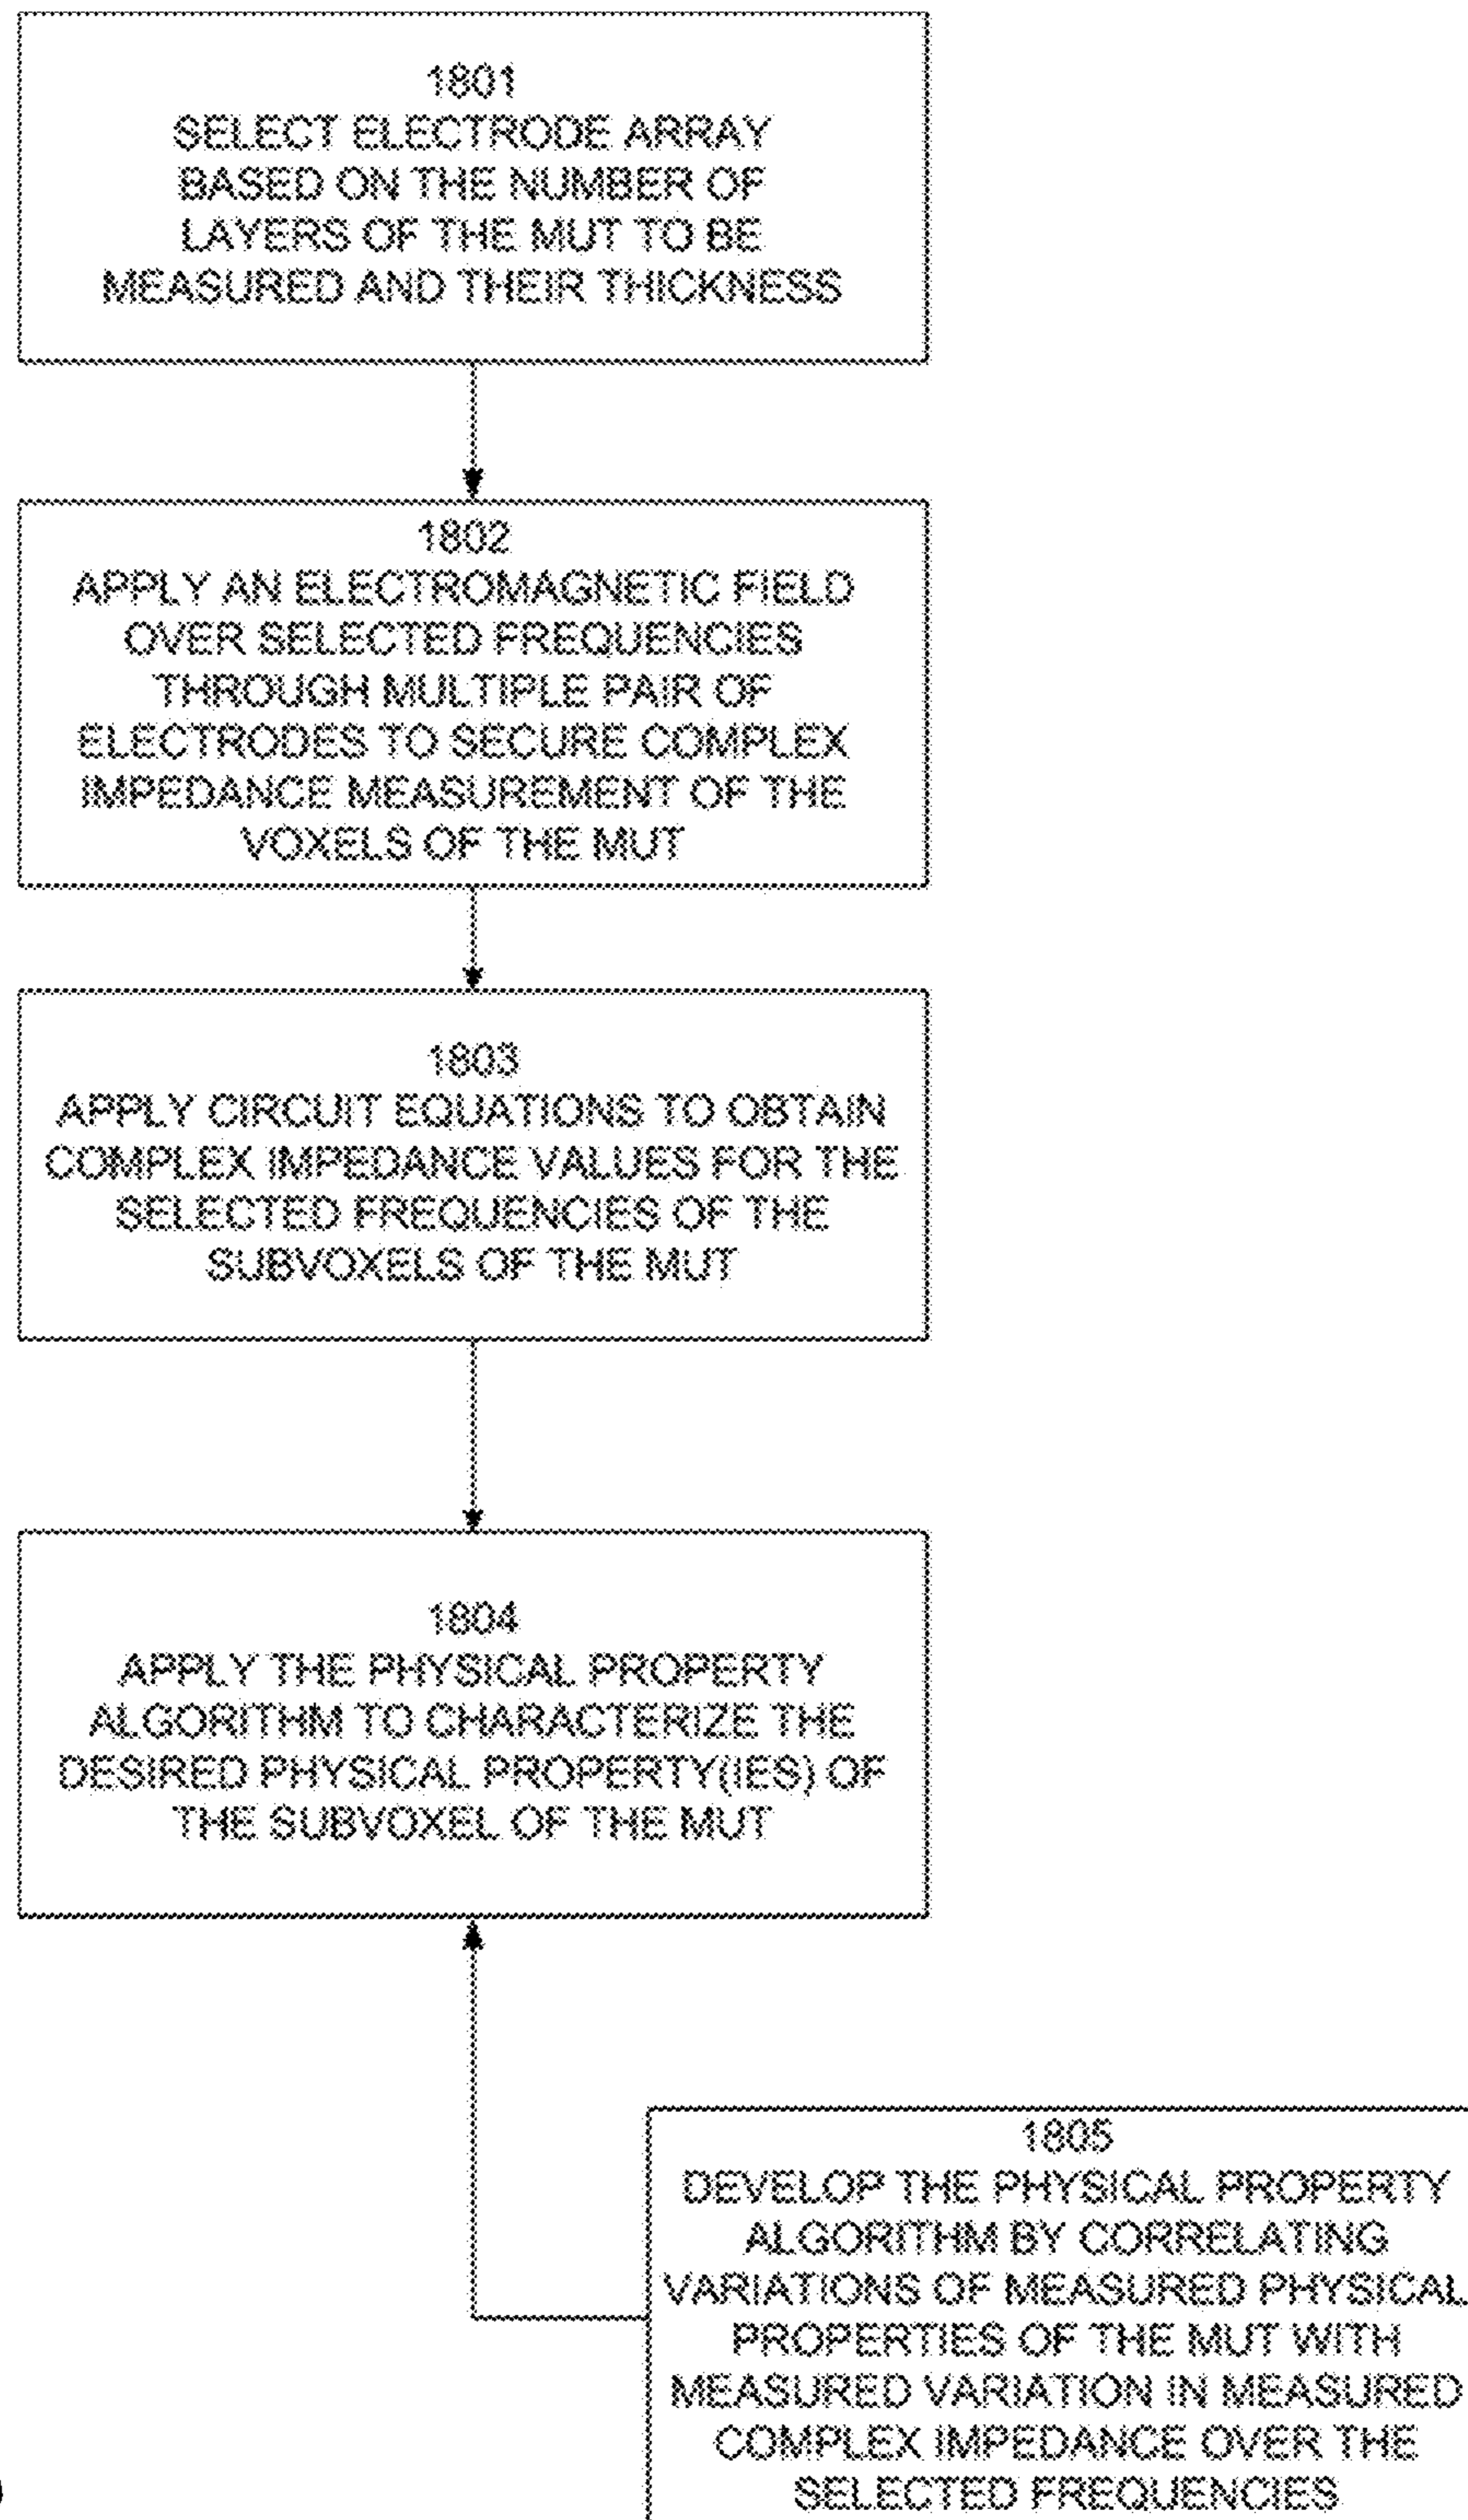 1801
SELECT ELECTRODE ARRAY
BASED ON THE NUMBER OF
LAYERS OF THE MUT TO BE
MEASURED AND THEIR THICKNESS
1802
APPLY AN ELECTROMAGNETIC FIELD
OVER SELECTED FREQUENCIES
THROUGH MULTIPLE PAIR OF
ELECTRODES TO SECURE COMPLEX
IMPEDANCE MEASUREMENT OF THE
VOXELS OF THE MUT
1803
APPLY CIRCUIT EQUATIONS TO OBTAIN
COMPLEX IMPEDANCE VALUES FOR THE
SELECTED FREQUENCIES OF THE
SUBVOXELS OF THE MUT
1804
APPLY THE PHYSICAL PROPERTY
ALGORITHM TO CHARACTERIZE THE
DESIRED PHYSICAL PROPERTY(IES) OF
THE SUBVOXEL OF THE MUT
1805
DEVELOP THE PHYSICAL PROPERTY
ALGORITHM BY CORRELATING
VARIATIONS OF MEASURED PHYSICAL
PROPERTIES OF THE MUT WITH
MEASURED VARIATION IN MEASURED
COMPLEX IMPEDANCE OVER THE
SELECTED FREQUENCIES